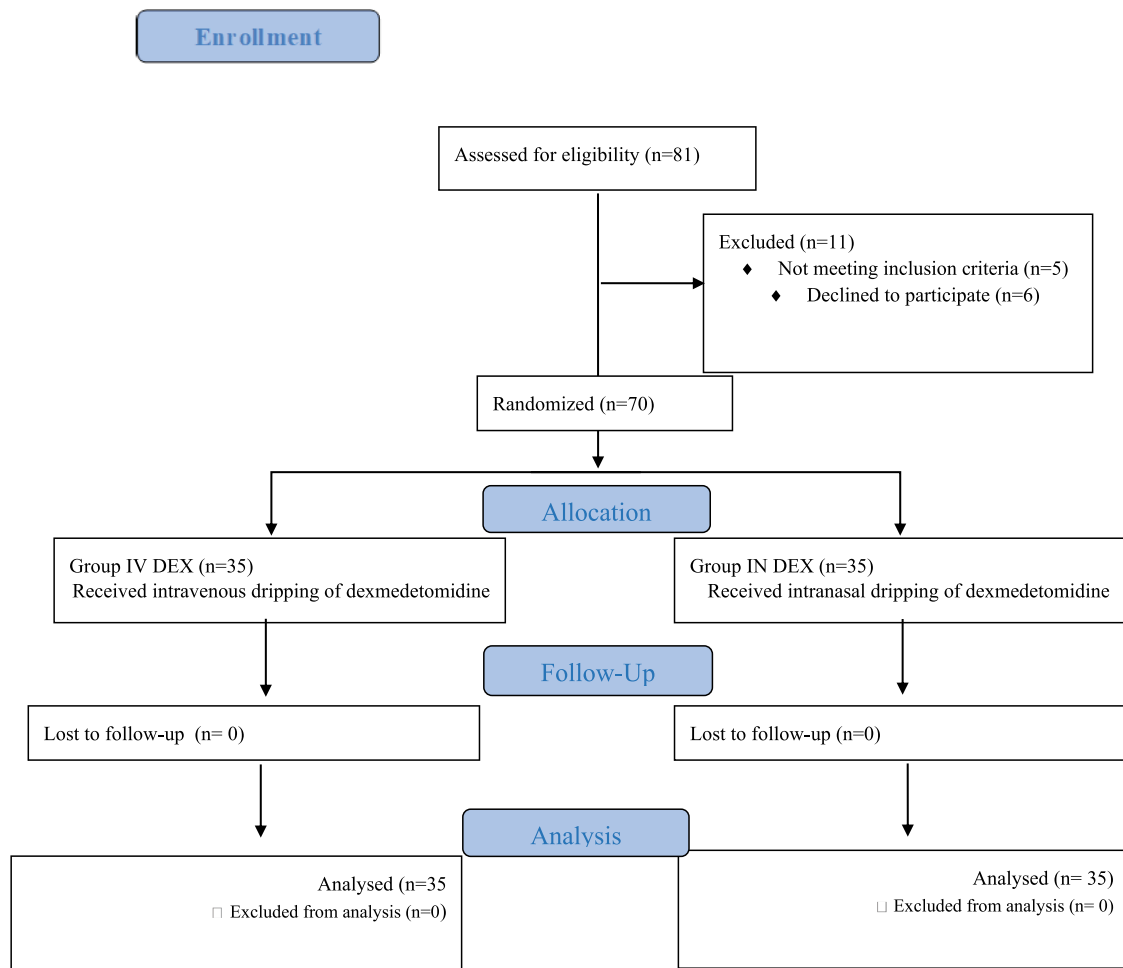 Enrollment
Assessed for eligibility (n=81)
Excluded (n=11)
♦ Not meeting inclusion criteria (n=5)
♦ Declined to participate (n=6)
Randomized (n=70)
Allocation
Group IV DEX (n=35)
Received intravenous dripping of dexmedetomidine
Group IN DEX (n=35)
Received intranasal dripping of dexmedetomidine
Follow-Up
Lost to follow-up (n= 0)
Lost to follow-up (n=0)
Analysis
Analysed (n=35
□ Excluded from analysis (n=0)
Analysed (n= 35)
□ Excluded from analysis (n= 0)